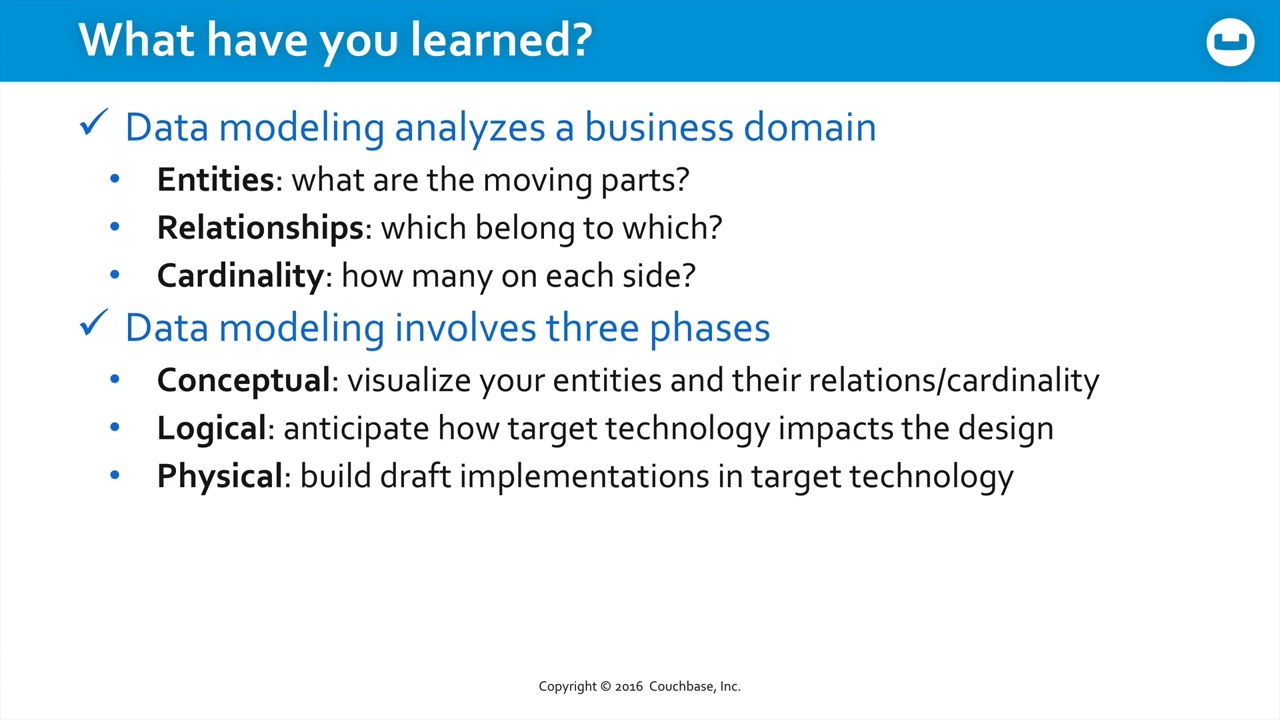 What have you learned?
✓ Data modeling analyzes a business domain
• Entities: what are the moving parts?
• Relationships: which belong to which?
• Cardinality: how many on each side?
✓ Data modeling involves three phases
• Conceptual: visualize your entities and their relations/cardinality
• Logical: anticipate how target technology impacts the design
• Physical: build draft implementations in target technology
Copyright © 2016 Couchbase, Inc.